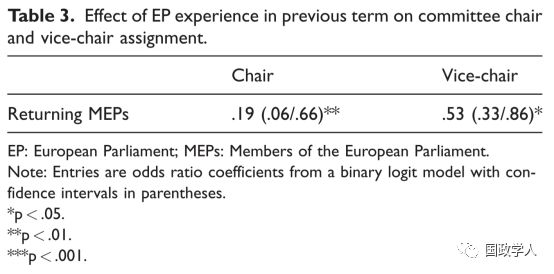 Table 3. Effect of EP experience in previous term on committee chair
and vice-chair assignment.
Chair Vice-chair
Returning MEPs .19 (.06/.66)** .53 (.33/.86)*
EP: European Parliament; MEPs: Members of the European Parliament.
Note: Entries are odds ratio coefficients from a binary logit model with con-
fidence intervals in parentheses.
*p < .05.
**p < .01.
***p < .001.
国政学人